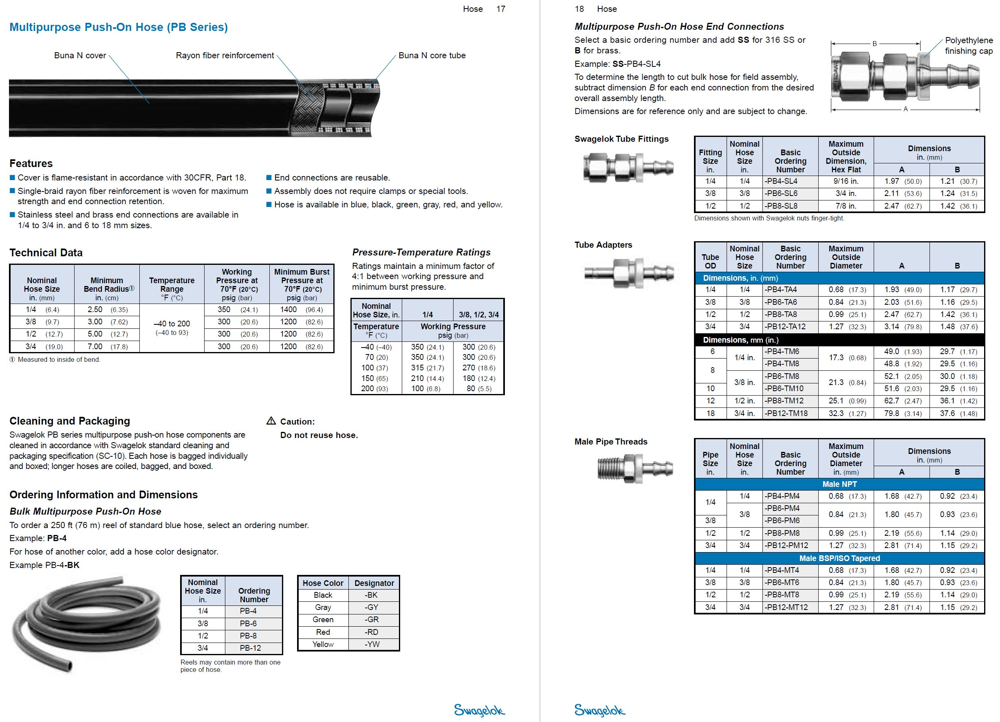 Hose 17
Multipurpose Push-On Hose (PB Series)
Buna N cover
Rayon fiber reinforcement
Buna N core tube
Features
■ Cover is flame-resistant in accordance with 30CFR, Part 18.
■ Single-braid rayon fiber reinforcement is woven for maximum
strength and end connection retention.
■ Stainless steel and brass end connections are available in
1/4 to 3/4 in. and 6 to 18 mm sizes.
■ End connections are reusable.
■ Assembly does not require clamps or special tools.
■ Hose is available in blue, black, green, gray, red, and yellow.
Technical Data
Nominal Hose Size in. (mm) Minimum Bend Radius① in. (cm) Temperature Range °F (°C) Working Pressure at 70°F (20°C) psig (bar) Minimum Burst Pressure at 70°F (20°C) psig (bar)
1/4 (6.4) 2.50 (6.35) –40 to 200 (–40 to 93) 350 (24.1) 1400 (96.4)
3/8 (9.7) 3.00 (7.62) 300 (20.6) 1200 (82.6)
1/2 (12.7) 5.00 (12.7) 300 (20.6) 1200 (82.6)
3/4 (19.0) 7.00 (17.8) 300 (20.6) 1200 (82.6)
① Measured to inside of bend.
Pressure-Temperature Ratings
Ratings maintain a minimum factor of
4:1 between working pressure and
minimum burst pressure.
Nominal Hose Size, in. 1/4 3/8, 1/2, 3/4
Temperature °F (°C) Working Pressure psig (bar)
–40 (–40) 350 (24.1) 300 (20.6)
70 (20) 350 (24.1) 300 (20.6)
100 (37) 315 (21.7) 270 (18.6)
150 (65) 210 (14.4) 180 (12.4)
200 (93) 100 (6.8) 80 (5.5)
Cleaning and Packaging
Swagelok PB series multipurpose push-on hose components are
cleaned in accordance with Swagelok standard cleaning and
packaging specification (SC-10). Each hose is bagged individually
and boxed; longer hoses are coiled, bagged, and boxed.
⚠ Caution:
Do not reuse hose.
Ordering Information and Dimensions
Bulk Multipurpose Push-On Hose
To order a 250 ft (76 m) reel of standard blue hose, select an ordering number.
Example: PB-4
For hose of another color, add a hose color designator.
Example PB-4-BK
Nominal Hose Size in. Ordering Number
1/4 PB-4
3/8 PB-6
1/2 PB-8
3/4 PB-12
Reels may contain more than one
piece of hose.
Hose Color Designator
Black -BK
Gray -GY
Green -GR
Red -RD
Yellow -YW
Swagelok
18 Hose
Multipurpose Push-On Hose End Connections
Select a basic ordering number and add SS for 316 SS or
B for brass.
Example: SS-PB4-SL4
To determine the length to cut bulk hose for field assembly,
subtract dimension B for each end connection from the desired
overall assembly length.
Dimensions are for reference only and are subject to change.
B
Polyethylene
finishing cap
A
Swagelok Tube Fittings
Fitting Size in. Nominal Hose Size in. Basic Ordering Number Maximum Outside Dimension, Hex Flat Dimensions in. (mm)
A B
1/4 1/4 -PB4-SL4 9/16 in. 1.97 (50.0) 1.21 (30.7)
3/8 3/8 -PB6-SL6 3/4 in. 2.11 (53.6) 1.24 (31.5)
1/2 1/2 -PB8-SL8 7/8 in. 2.47 (62.7) 1.42 (36.1)
Dimensions shown with Swagelok nuts finger-tight.
Tube Adapters
Tube OD Nominal Hose Size Basic Ordering Number Maximum Outside Diameter A B
Dimensions, in. (mm)
1/4 1/4 -PB4-TA4 0.68 (17.3) 1.93 (49.0) 1.17 (29.7)
3/8 3/8 -PB6-TA6 0.84 (21.3) 2.03 (51.6) 1.16 (29.5)
1/2 1/2 -PB8-TA8 0.99 (25.1) 2.47 (62.7) 1.42 (36.1)
3/4 3/4 -PB12-TA12 1.27 (32.3) 3.14 (79.8) 1.48 (37.6)
Dimensions, mm (in.)
6 1/4 in. -PB4-TM6 17.3 (0.68) 49.0 (1.93) 29.7 (1.17)
8 -PB4-TM8 48.8 (1.92) 29.5 (1.16)
3/8 in. -PB6-TM8 21.3 (0.84) 52.1 (2.05) 30.0 (1.18)
10 -PB6-TM10 51.6 (2.03) 29.5 (1.16)
12 1/2 in. -PB8-TM12 25.1 (0.99) 62.7 (2.47) 36.1 (1.42)
18 3/4 in. -PB12-TM18 32.3 (1.27) 79.8 (3.14) 37.6 (1.48)
Male Pipe Threads
Pipe Size in. Nominal Hose Size in. Basic Ordering Number Maximum Outside Diameter in. (mm) Dimensions in. (mm)
A B
Male NPT
1/4 1/4 -PB4-PM4 0.68 (17.3) 1.68 (42.7) 0.92 (23.4)
3/8 -PB6-PM4 0.84 (21.3) 1.80 (45.7) 0.93 (23.6)
3/8 -PB6-PM6
1/2 1/2 -PB8-PM8 0.99 (25.1) 2.19 (55.6) 1.14 (29.0)
3/4 3/4 -PB12-PM12 1.27 (32.3) 2.81 (71.4) 1.15 (29.2)
Male BSP/ISO Tapered
1/4 1/4 -PB4-MT4 0.68 (17.3) 1.68 (42.7) 0.92 (23.4)
3/8 3/8 -PB6-MT6 0.84 (21.3) 1.80 (45.7) 0.93 (23.6)
1/2 1/2 -PB8-MT8 0.99 (25.1) 2.19 (55.6) 1.14 (29.0)
3/4 3/4 -PB12-MT12 1.27 (32.3) 2.81 (71.4) 1.15 (29.2)
Swagelok